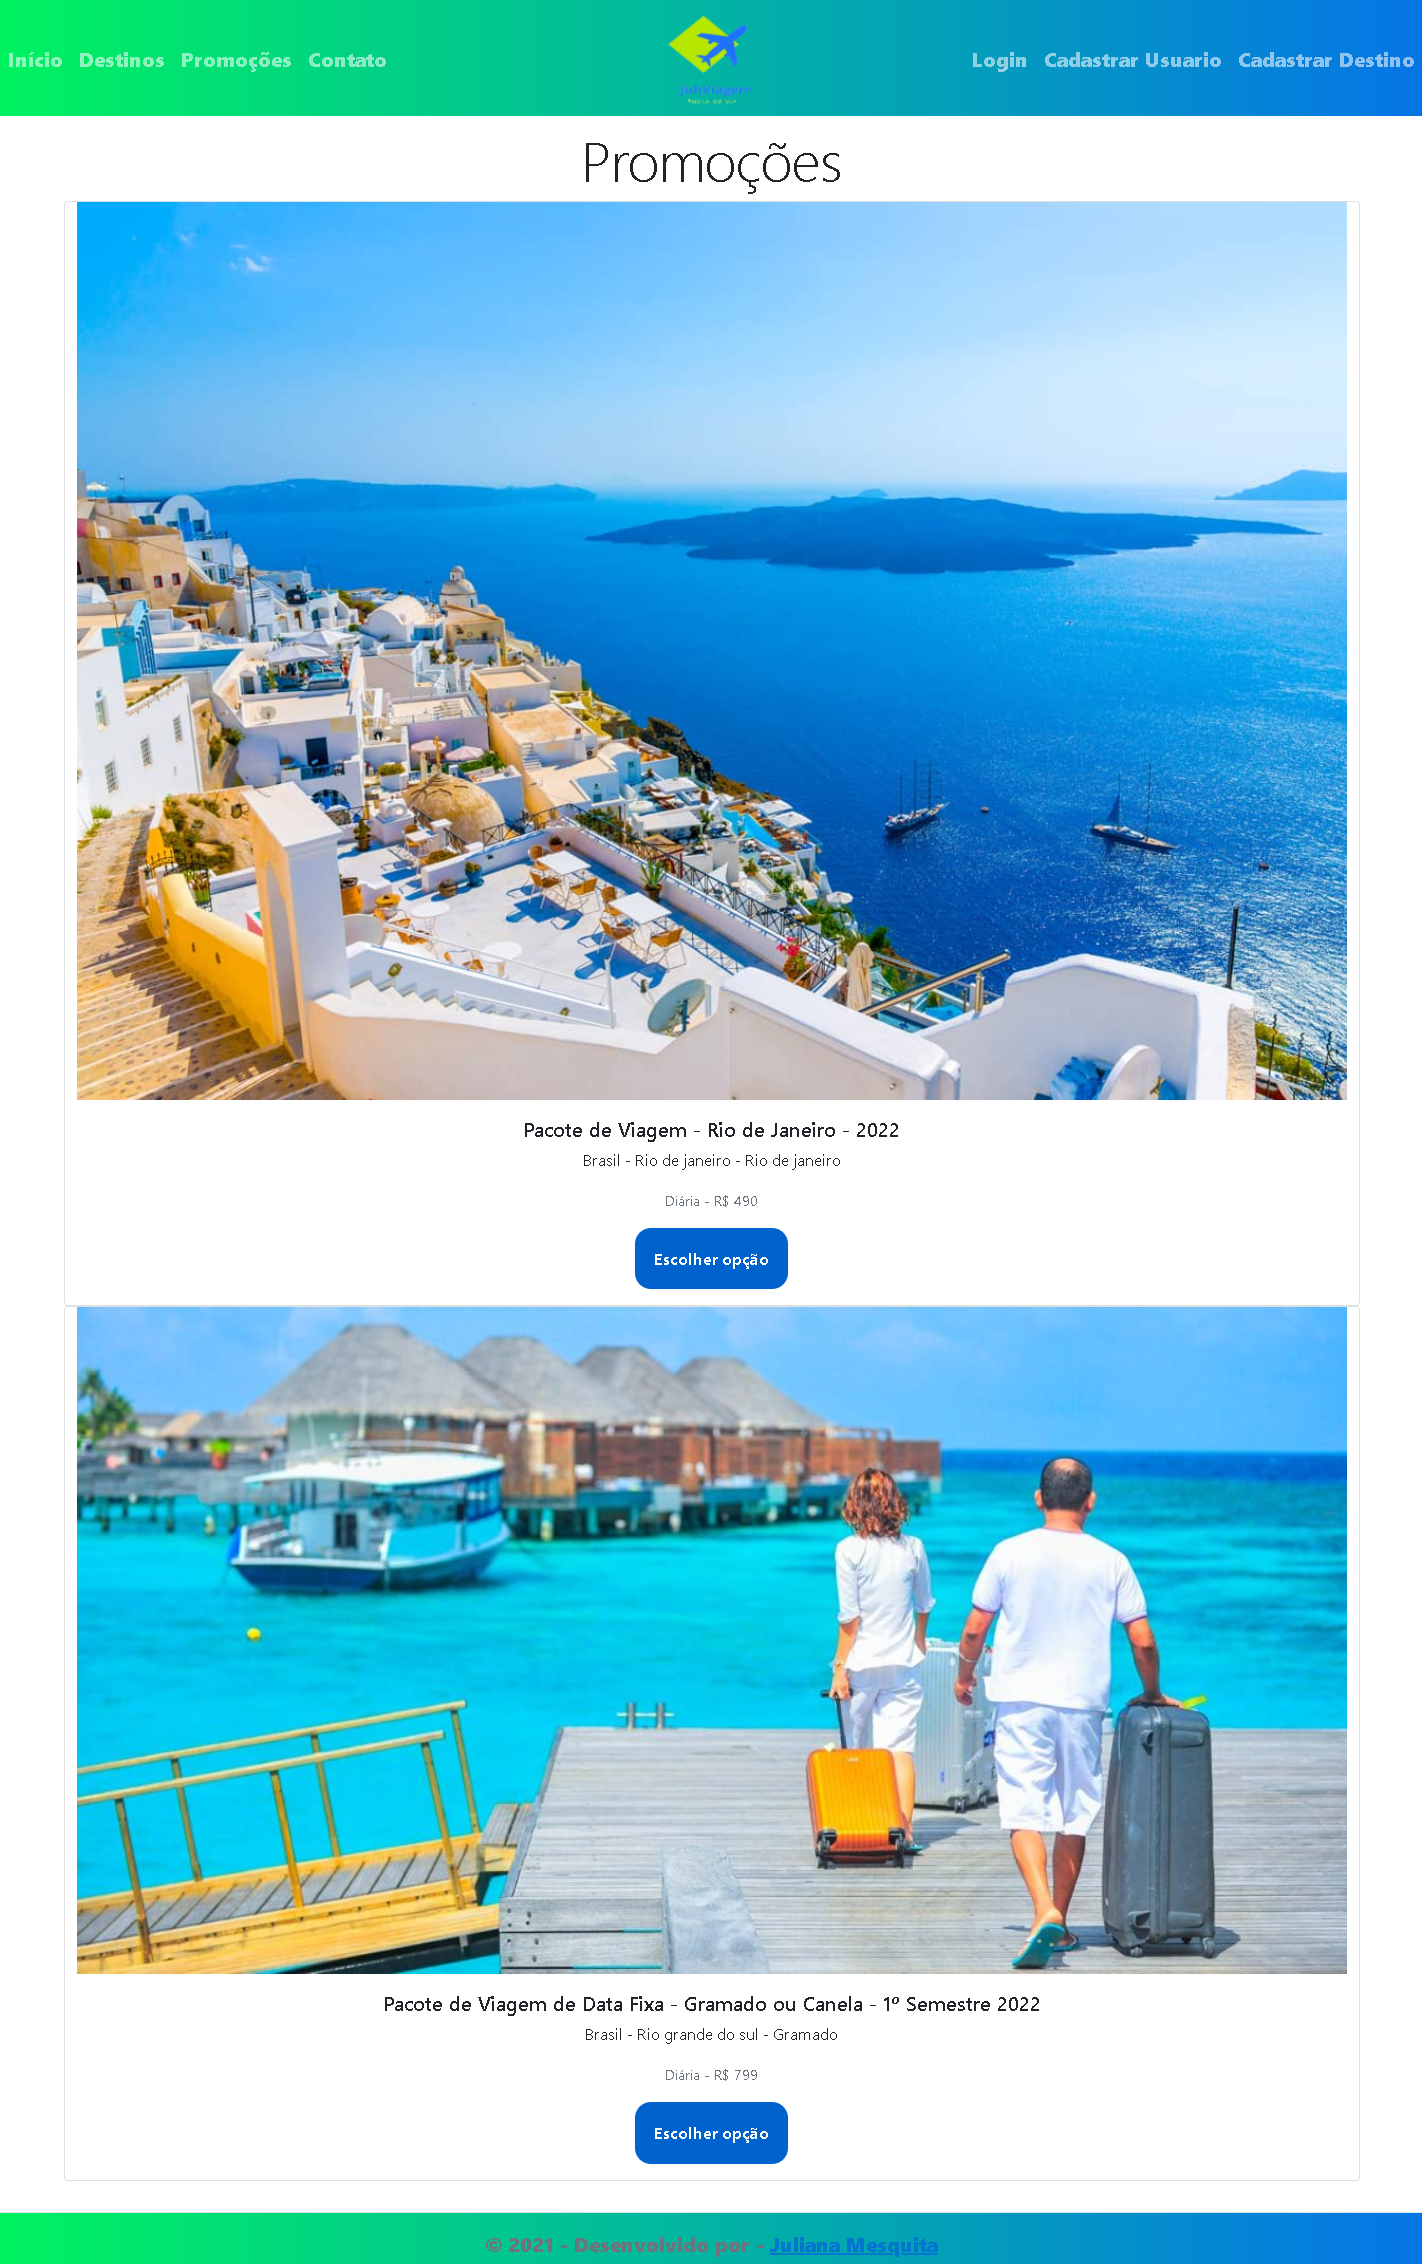 Início Destinos Promoções Contato
JuhViagem
Login Cadastrar Usuario Cadastrar Destino
Promoções
Pacote de Viagem - Rio de Janeiro - 2022
Brasil - Rio de janeiro - Rio de janeiro
Diária - R$ 490
Escolher opção
Pacote de Viagem de Data Fixa - Gramado ou Canela - 1º Semestre 2022
Brasil - Rio grande do sul - Gramado
Diária - R$ 799
Escolher opção
© 2021 - Desenvolvido por - Juliana Mesquita